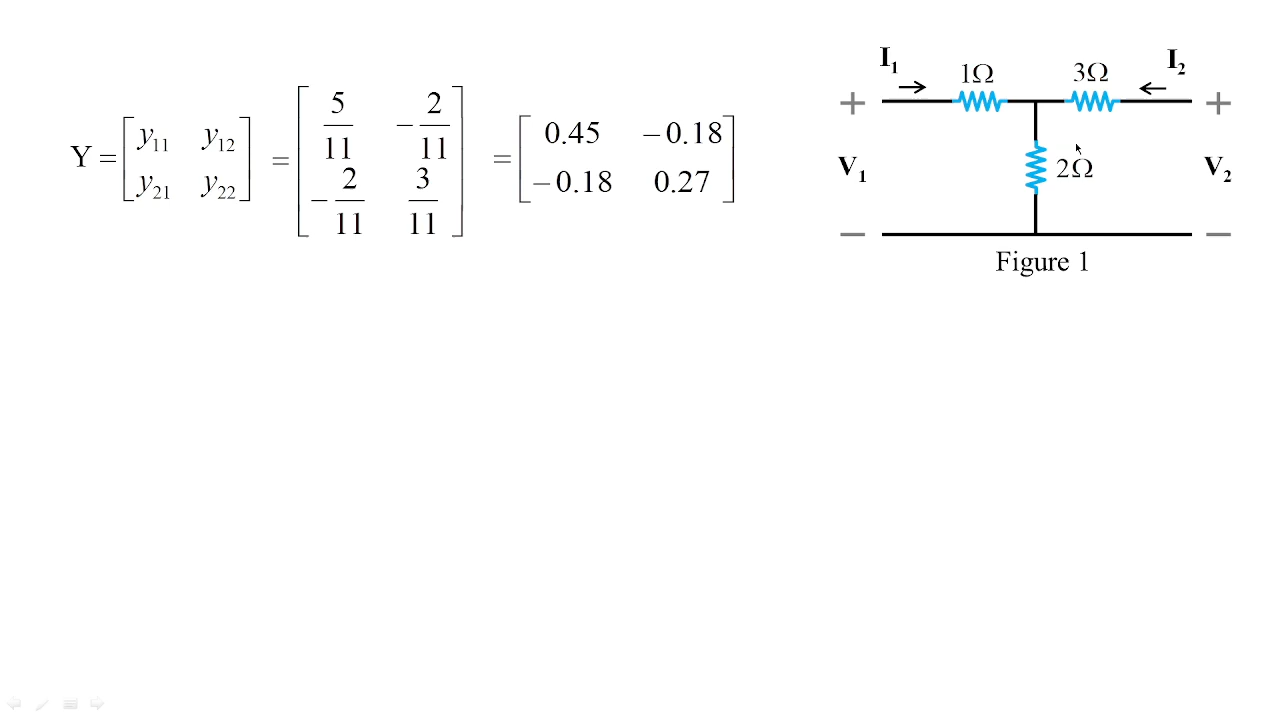 Y = [ y11 y12 ; y21 y22 ] = [ 5/11 −2/11 ; −2/11 3/11 ] = [ 0.45 −0.18 ; −0.18 0.27 ]
I1 1Ω 3Ω I2
+ +
V1 2Ω V2
− −
Figure 1